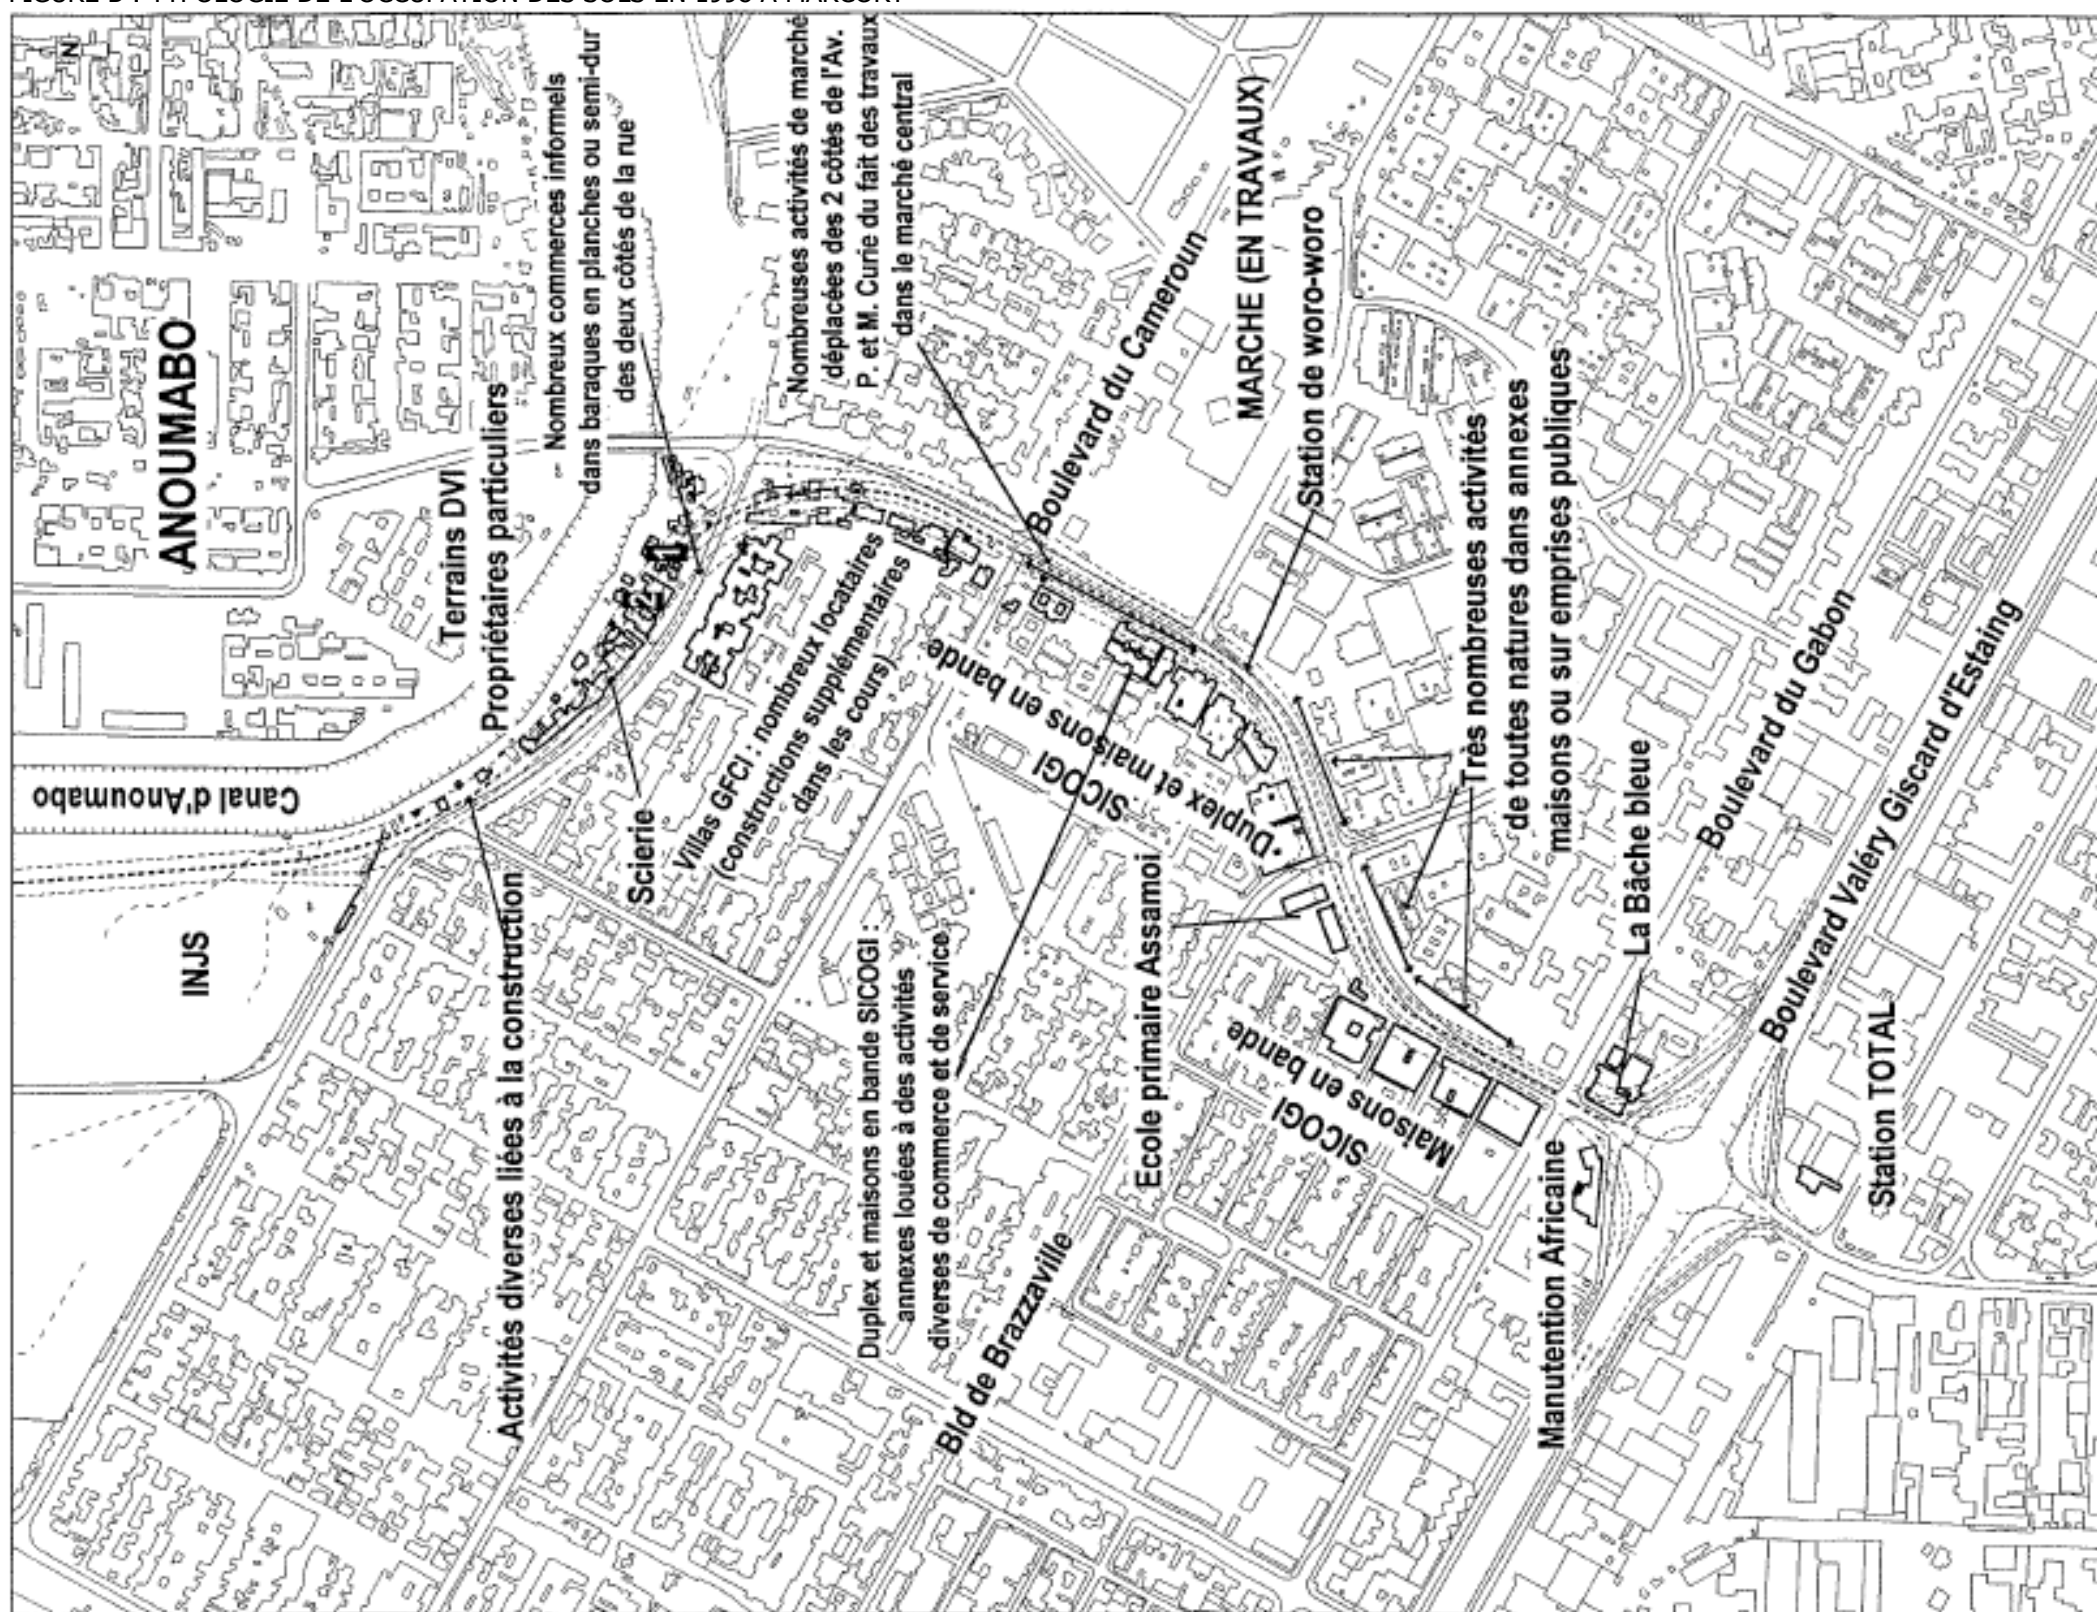 N
ANOUMABO
Terrains DVI
Propriétaires particuliers
Nombreux commerces informels
dans baraques en planches ou semi-dur
des deux côtés de la rue
Nombreuses activités de marché
déplacées des 2 côtés de l'Av.
P. et M. Curie du fait des travaux
dans le marché central
Boulevard du Cameroun
MARCHE (EN TRAVAUX)
Station de woro-woro
Très nombreuses activités
de toutes natures dans annexes
maisons ou sur emprises publiques
Canal d'Anoumabo
INJS
Activités diverses liées à la construction
Scierie
Villas GFCI : nombreux locataires
(constructions supplémentaires
dans les cours)
SICOGI
Duplex et maisons en bande
Duplex et maisons en bande SICOGI :
annexes louées à des activités
diverses de commerce et de service
Bld de Brazzaville
Ecole primaire Assamoi
SICOGI
Maisons en bande
La Bâche bleue
Boulevard du Gabon
Boulevard Valéry Giscard d'Estaing
Manutention Africaine
Station TOTAL